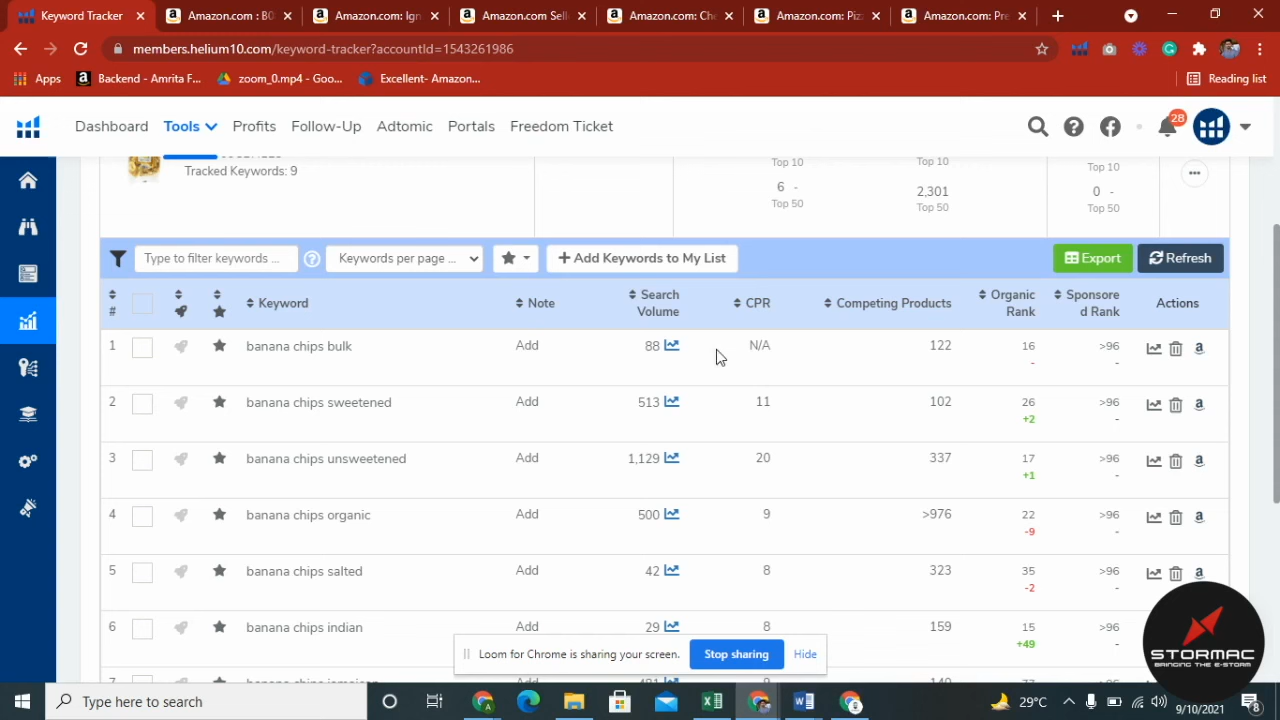 Keyword Tracker
Amazon.com : B0
Amazon.com: Ign
Amazon.com Sell
Amazon.com: Ch
Amazon.com: Piz
Amazon.com: Pre
members.helium10.com/keyword-tracker?accountId=1543261986
Apps
Backend - Amrita F...
zoom_0.mp4 - Goo...
Excellent- Amazon...
Reading list
Dashboard Tools Profits Follow-Up Adtomic Portals Freedom Ticket
28
Tracked Keywords: 9
Top 10 Top 10 Top 10
6 - 2,301 0 -
Top 50 Top 50 Top 50
Type to filter keywords ... Keywords per page ... + Add Keywords to My List Export Refresh
# Keyword Note Search Volume CPR Competing Products Organic Rank Sponsored Rank Actions
1 banana chips bulk Add 88 N/A 122 16 >96
- -
2 banana chips sweetened Add 513 11 102 26 >96
+2 -
3 banana chips unsweetened Add 1,129 20 337 17 >96
+1 -
4 banana chips organic Add 500 9 >976 22 >96
-9 -
5 banana chips salted Add 42 8 323 35 >96
-2 -
6 banana chips indian Add 29 8 159 15 >96
+49
Loom for Chrome is sharing your screen. Stop sharing Hide
STORMAC
BRINGING THE E-STORM
Type here to search
29°C
9/10/2021
8